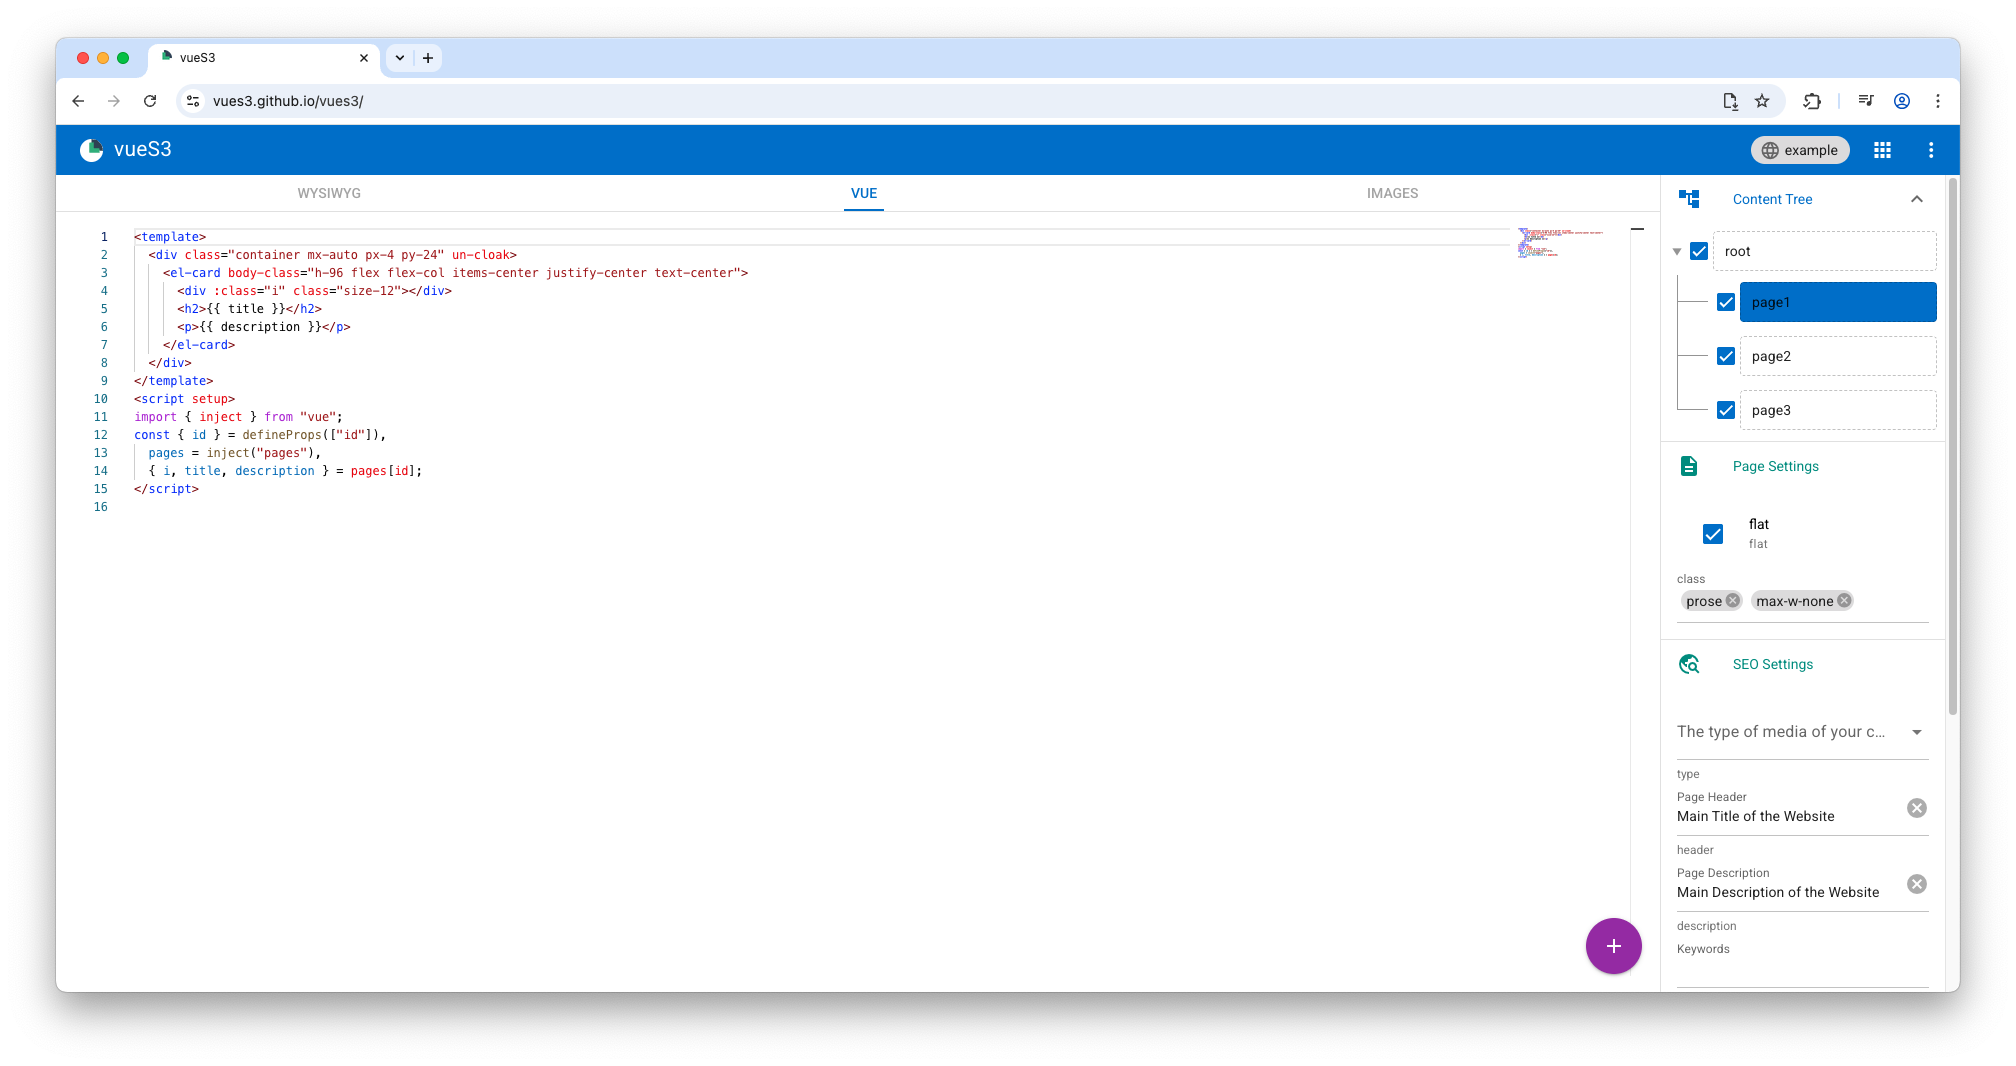 vueS3
vues3.github.io/vues3/
vueS3
example
WYSIWYG
VUE
IMAGES
1 <template>
2 <div class="container mx-auto px-4 py-24" un-cloak>
3 <el-card body-class="h-96 flex flex-col items-center justify-center text-center">
4 <div :class="i" class="size-12"></div>
5 <h2>{{ title }}</h2>
6 <p>{{ description }}</p>
7 </el-card>
8 </div>
9 </template>
10 <script setup>
11 import { inject } from "vue";
12 const { id } = defineProps(["id"]),
13 pages = inject("pages"),
14 { i, title, description } = pages[id];
15 </script>
16
Content Tree
root
page1
page2
page3
Page Settings
flat
flat
class
prose
max-w-none
SEO Settings
The type of media of your c...
type
Page Header
Main Title of the Website
header
Page Description
Main Description of the Website
description
Keywords